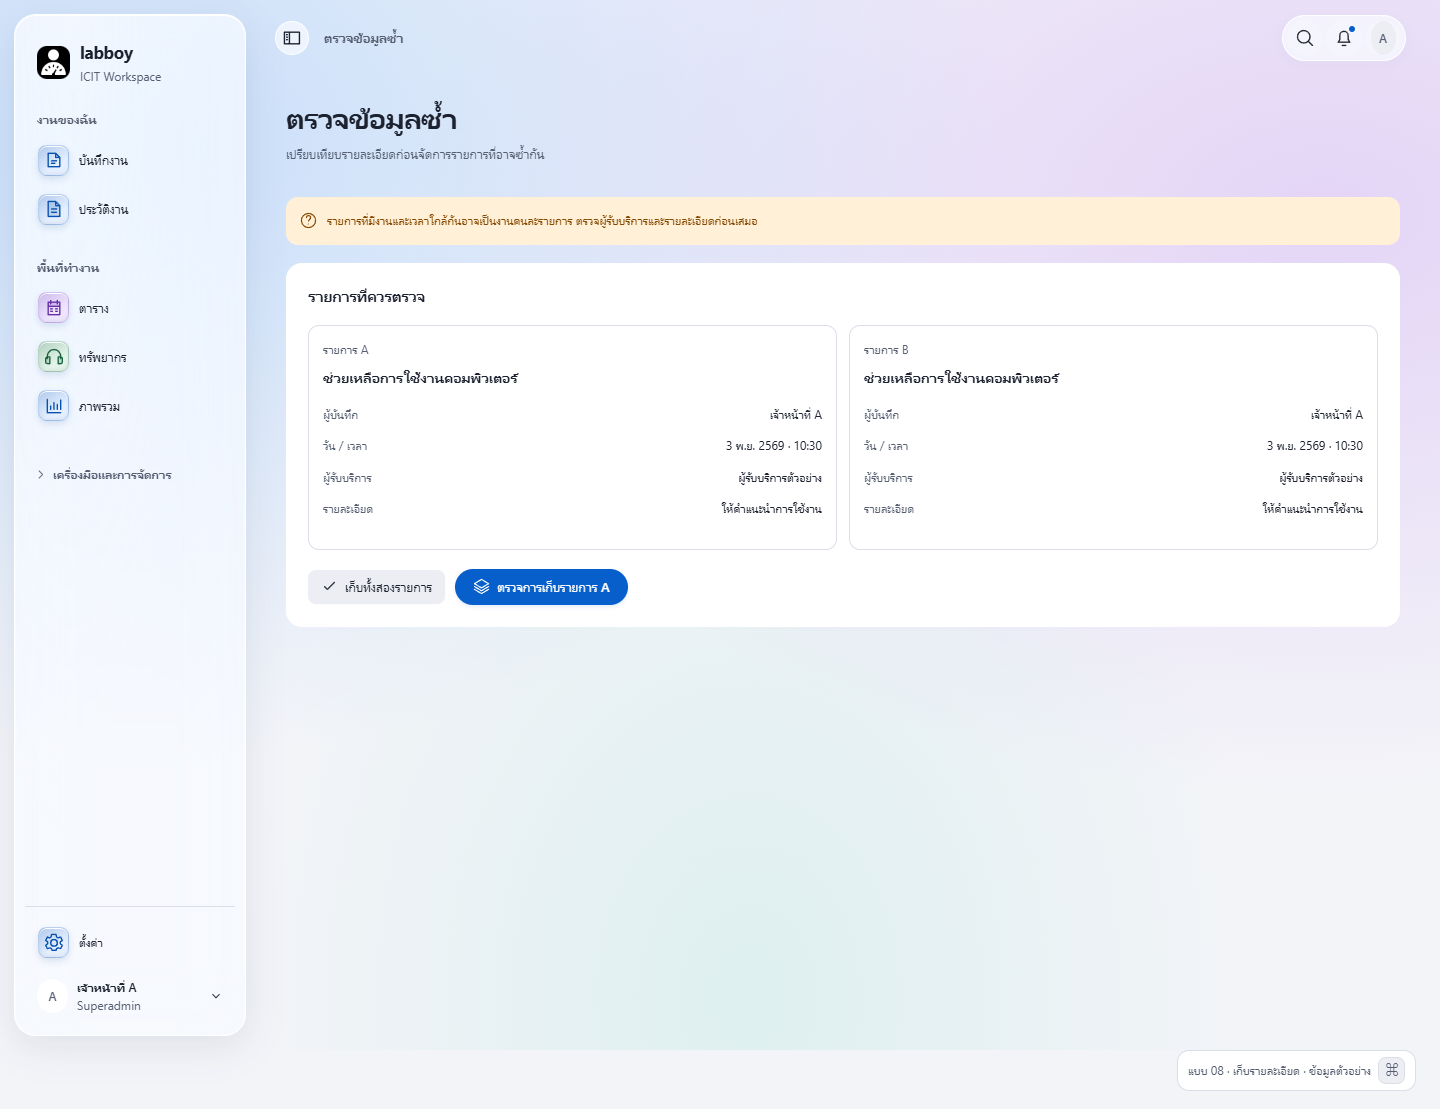 labboy
ICIT Workspace
งานของฉัน
บันทึกงาน
ประวัติงาน
พื้นที่ทำงาน
ตาราง
ทรัพยากร
ภาพรวม
เครื่องมือและการจัดการ
ตั้งค่า
A
เจ้าหน้าที่ A
Superadmin
ตรวจข้อมูลซ้ำ
A
ตรวจข้อมูลซ้ำ
เปรียบเทียบรายละเอียดก่อนจัดการรายการที่อาจซ้ำกัน
รายการที่มีงานและเวลาใกล้กันอาจเป็นงานคนละรายการ ตรวจผู้รับบริการและรายละเอียดก่อนเสมอ
รายการที่ควรตรวจ
รายการ A
ช่วยเหลือการใช้งานคอมพิวเตอร์
ผู้บันทึก เจ้าหน้าที่ A
วัน / เวลา 3 พ.ย. 2569 · 10:30
ผู้รับบริการ ผู้รับบริการตัวอย่าง
รายละเอียด ให้คำแนะนำการใช้งาน
รายการ B
ช่วยเหลือการใช้งานคอมพิวเตอร์
ผู้บันทึก เจ้าหน้าที่ A
วัน / เวลา 3 พ.ย. 2569 · 10:30
ผู้รับบริการ ผู้รับบริการตัวอย่าง
รายละเอียด ให้คำแนะนำการใช้งาน
เก็บทั้งสองรายการ
ตรวจการเก็บรายการ A
แบบ 08 · เก็บรายละเอียด · ข้อมูลตัวอย่าง ⌘